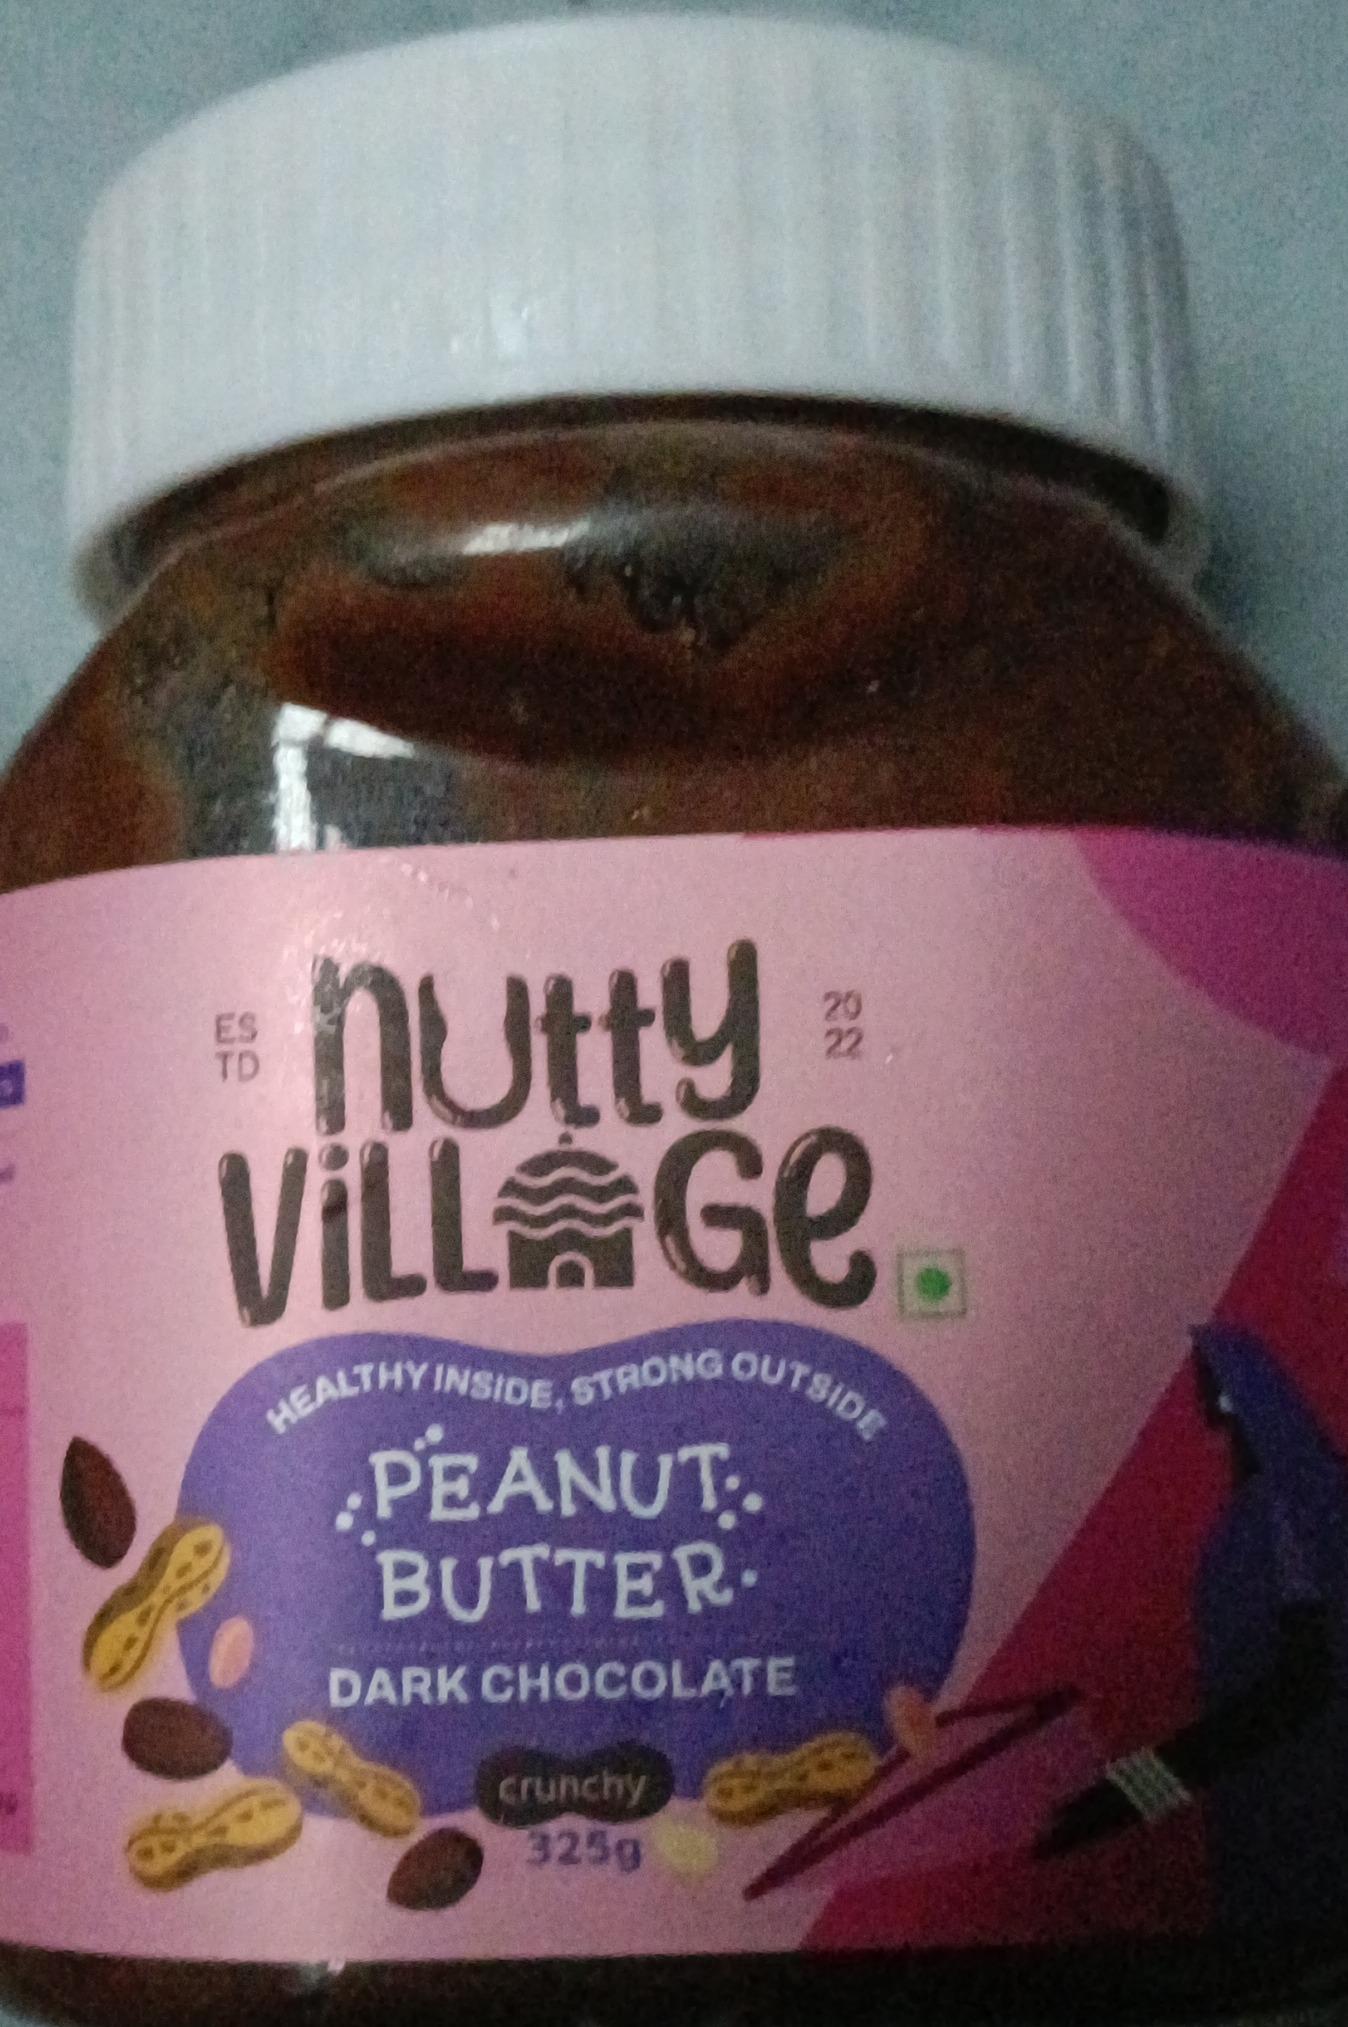 ES
TD
nutty
20
22
VILLAGe
HEALTHY INSIDE, STRONG OUTSIDE
PEANUT
BUTTER
DARK CHOCOLATE
crunchy
325g